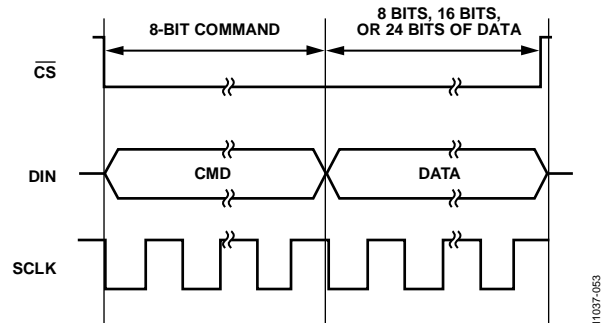 8-BIT COMMAND
8 BITS, 16 BITS,
OR 24 BITS OF DATA
CS
DIN
CMD
DATA
SCLK
11037-053